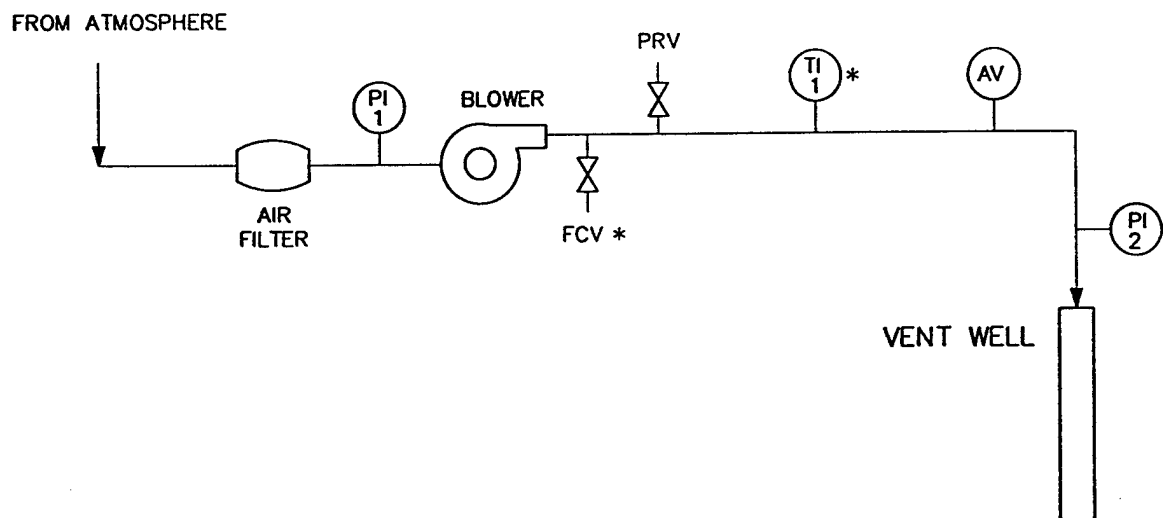 FROM ATMOSPHERE
PRV
TI
1 *
AV
PI
1
BLOWER
AIR
FILTER
FCV *
PI
2
VENT WELL